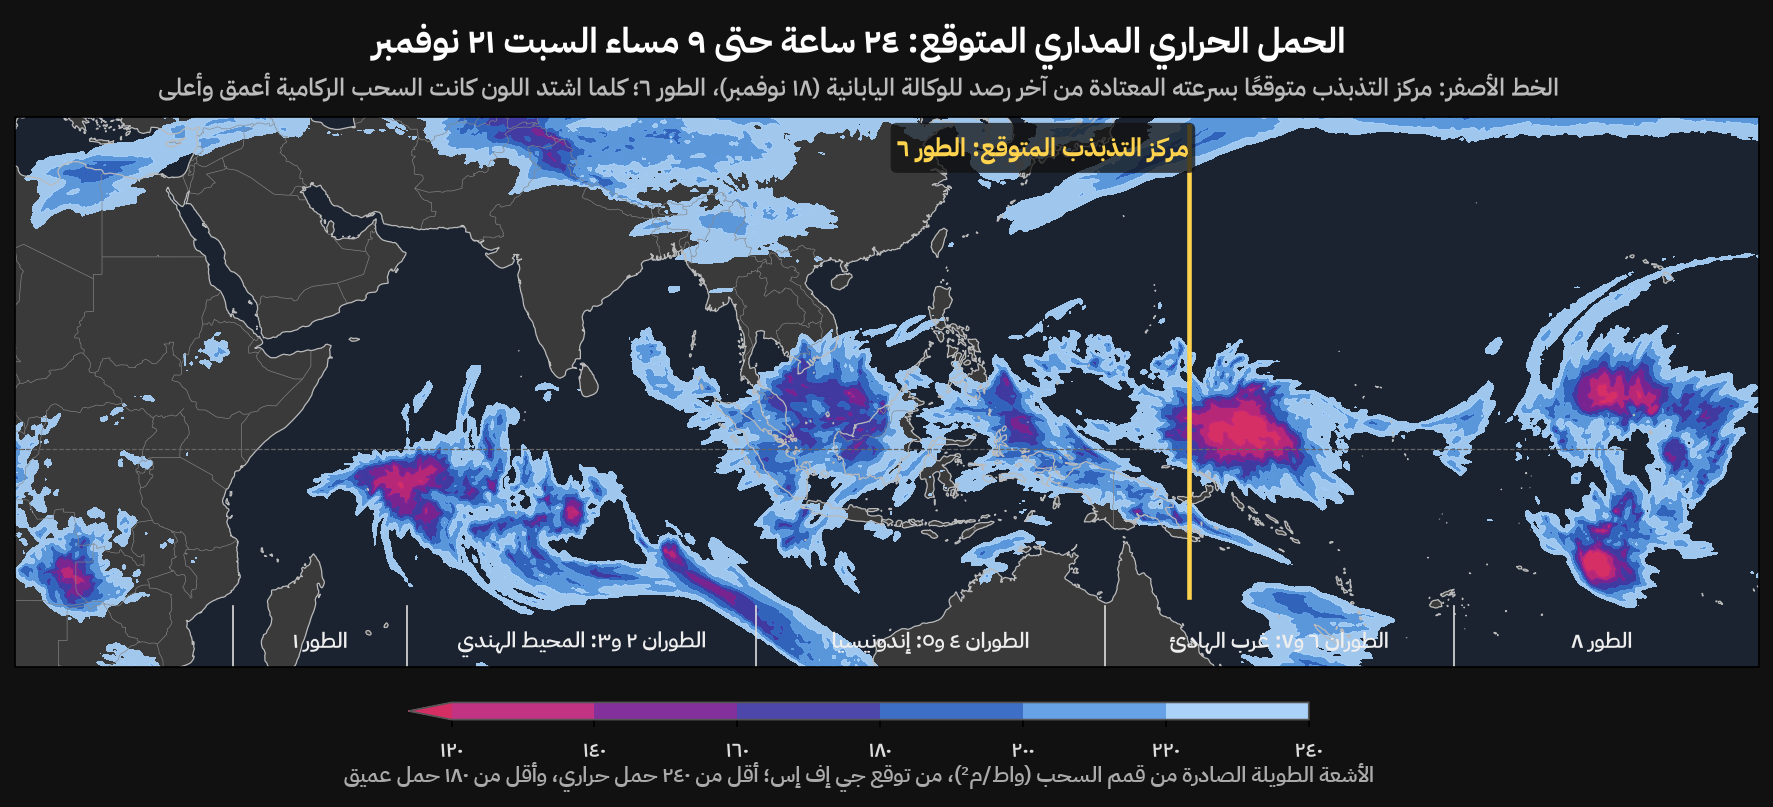 الحمل الحراري المداري المتوقع: ٢٤ ساعة حتى ٩ مساء السبت ٢١ نوفمبر
الخط الأصفر: مركز التذبذب متوقعًا بسرعته المعتادة من آخر رصد للوكالة اليابانية (١٨ نوفمبر)، الطور ٦؛ كلما اشتد اللون كانت السحب الركامية أعمق وأعلى
مركز التذبذب المتوقع: الطور ٦
الطور ١
الطوران ٢ و٣: المحيط الهندي
الطوران ٤ و٥: إندونيسيا
الطوران ٦ و٧: غرب الهادئ
الطور ٨
١٢٠ ١٤٠ ١٦٠ ١٨٠ ٢٠٠ ٢٢٠ ٢٤٠
الأشعة الطويلة الصادرة من قمم السحب (واط/م²)، من توقع جي إف إس؛ أقل من ٢٤٠ حمل حراري، وأقل من ١٨٠ حمل عميق